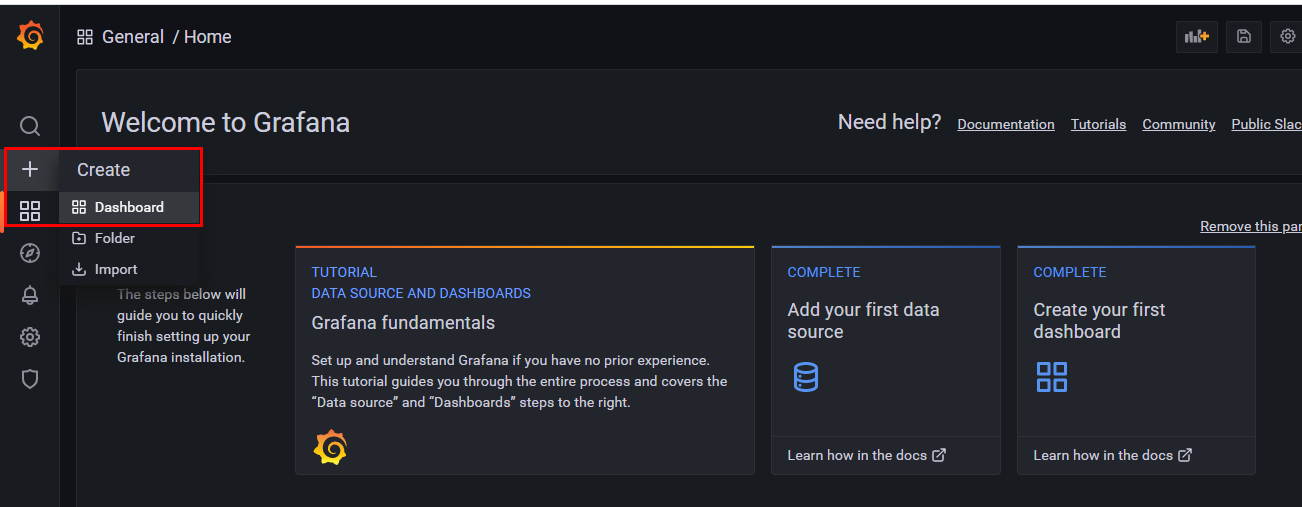 General / Home
Welcome to Grafana
Need help?
Documentation
Tutorials
Community
Public Slac
Create
Dashboard
Folder
Import
Remove this par
The steps below will
guide you to quickly
finish setting up your
Grafana installation.
TUTORIAL
DATA SOURCE AND DASHBOARDS
Grafana fundamentals
Set up and understand Grafana if you have no prior experience.
This tutorial guides you through the entire process and covers the
“Data source” and “Dashboards” steps to the right.
COMPLETE
Add your first data
source
Learn how in the docs
COMPLETE
Create your first
dashboard
Learn how in the docs